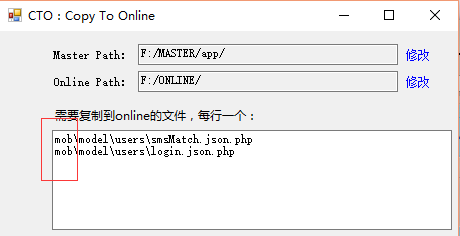 CTO：Copy To Online
Master Path: F:/MASTER/app/ 修改
Online Path: F:/ONLINE/ 修改
需要复制到online的文件，每行一个：
mob\model\users\smsMatch.json.php
mob\model\users\login.json.php